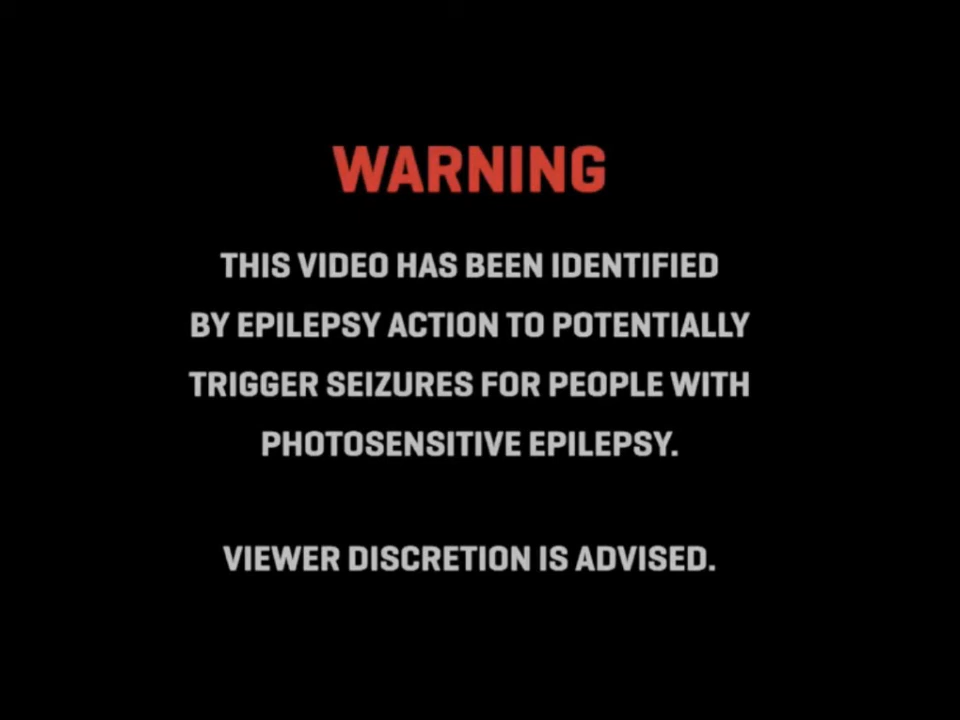 WARNING
THIS VIDEO HAS BEEN IDENTIFIED
BY EPILEPSY ACTION TO POTENTIALLY
TRIGGER SEIZURES FOR PEOPLE WITH
PHOTOSENSITIVE EPILEPSY.
VIEWER DISCRETION IS ADVISED.